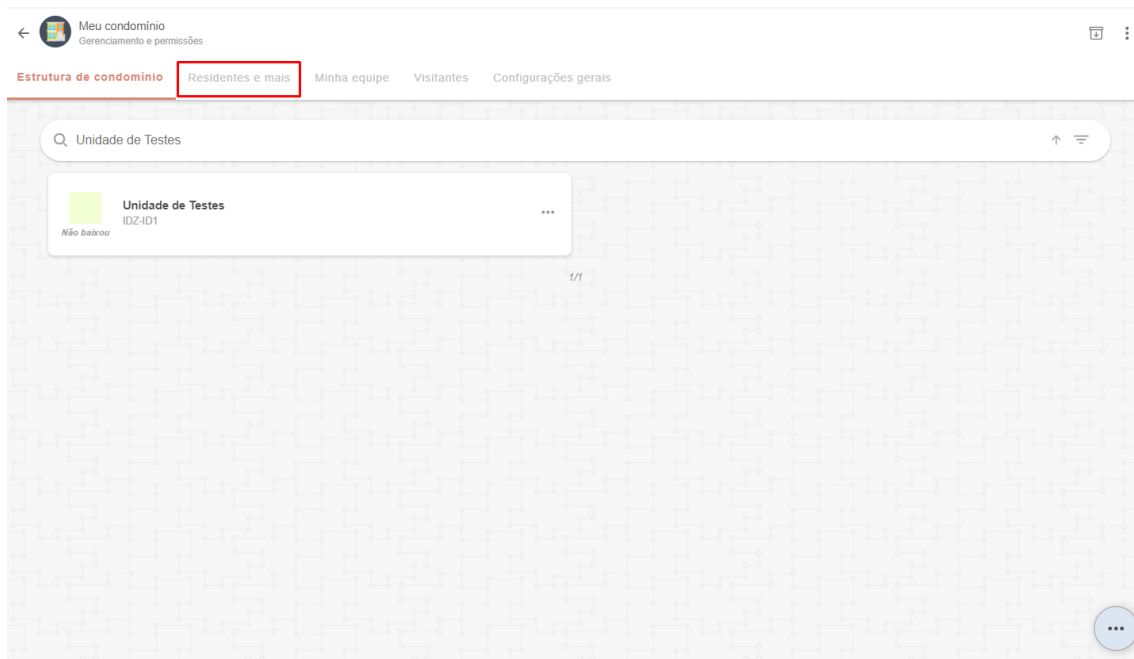 Meu condomínio
Gerenciamento e permissões
Estrutura de condomínio Residentes e mais Minha equipe Visitantes Configurações gerais
Unidade de Testes
Unidade de Testes
IDZ-ID1
Não baixou
1/1